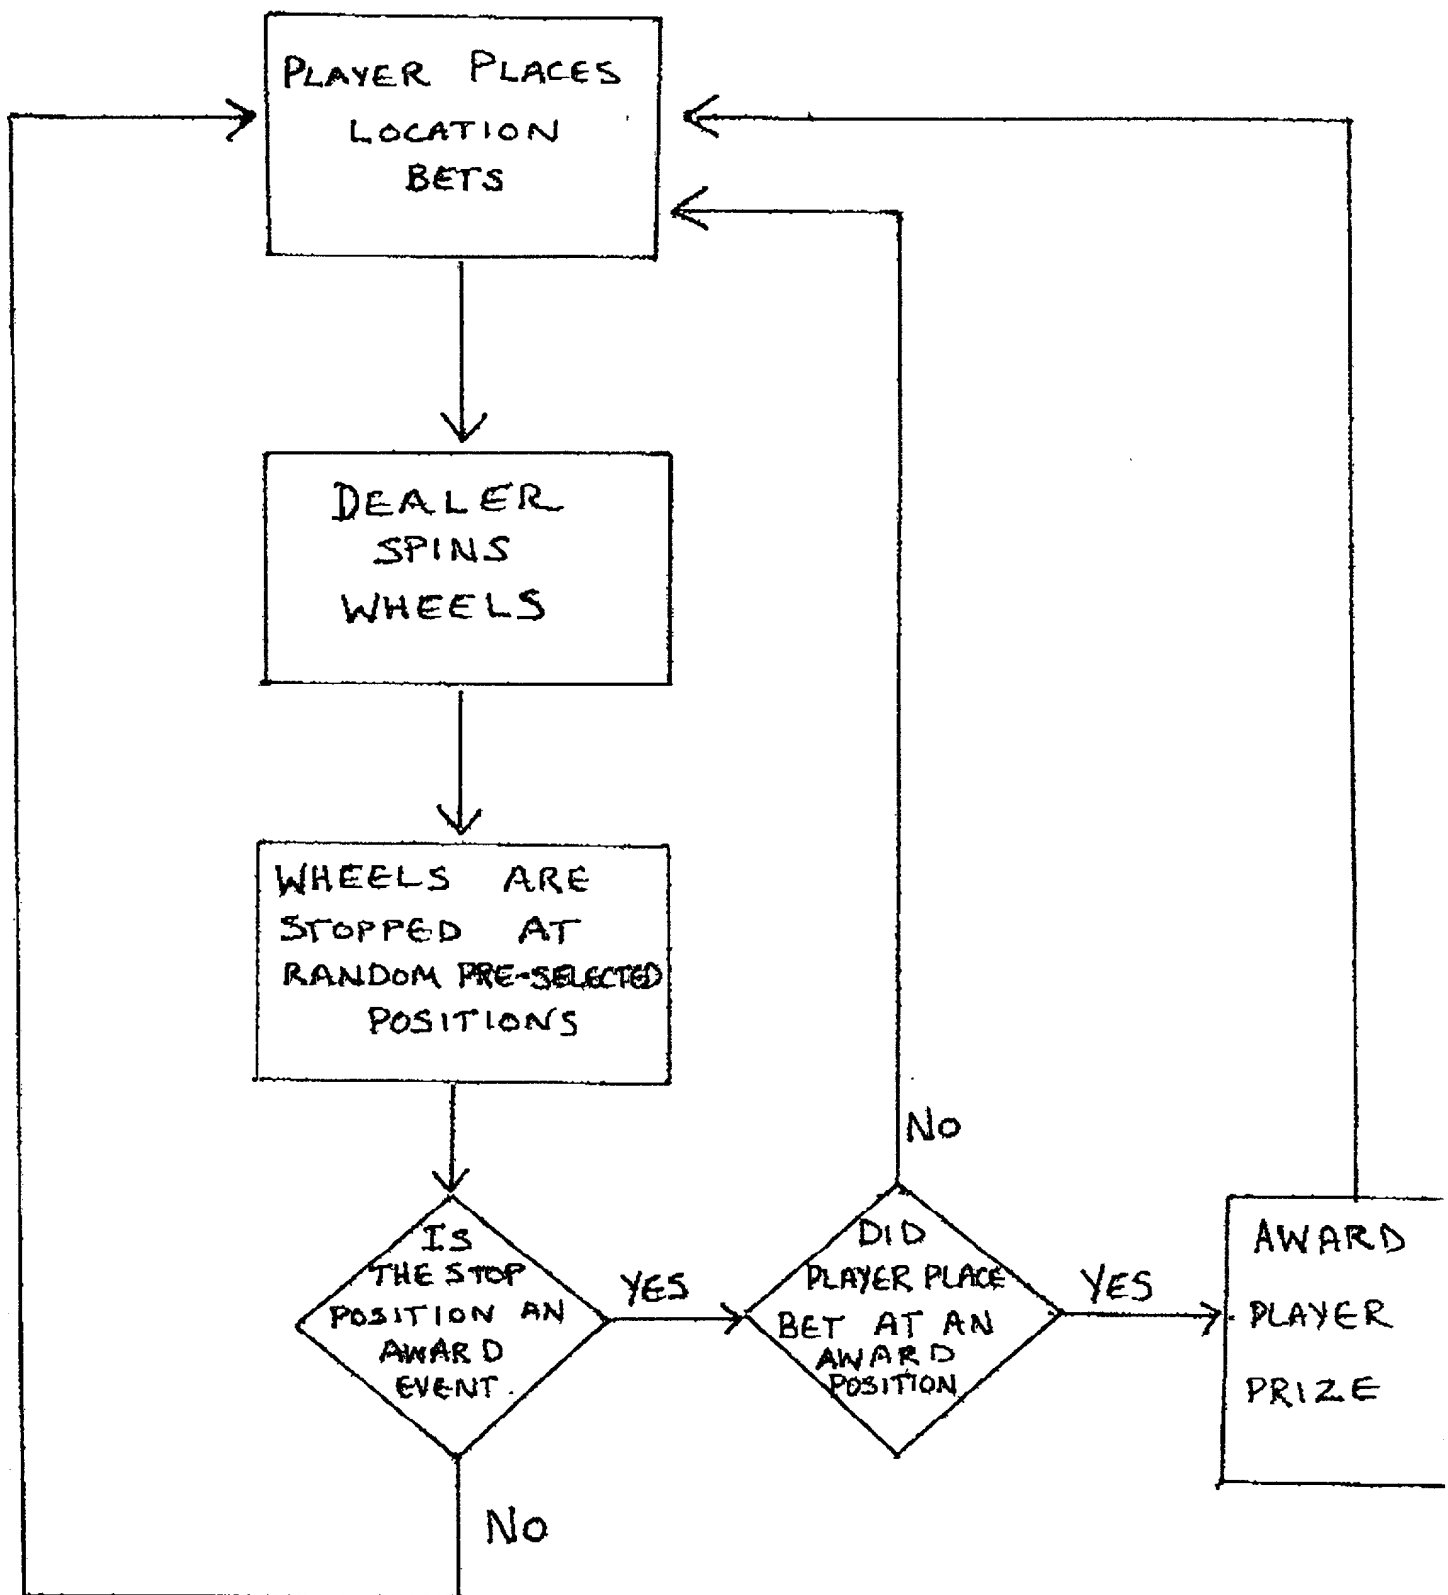 PLAYER PLACES
LOCATION
BETS
DEALER
SPINS
WHEELS
WHEELS ARE
STOPPED AT
RANDOM PRE-SELECTED
POSITIONS
IS
THE STOP
POSITION AN
AWARD
EVENT.
YES
NO
DID
PLAYER PLACE
BET AT AN
AWARD
POSITION
NO
YES
AWARD
PLAYER
PRIZE